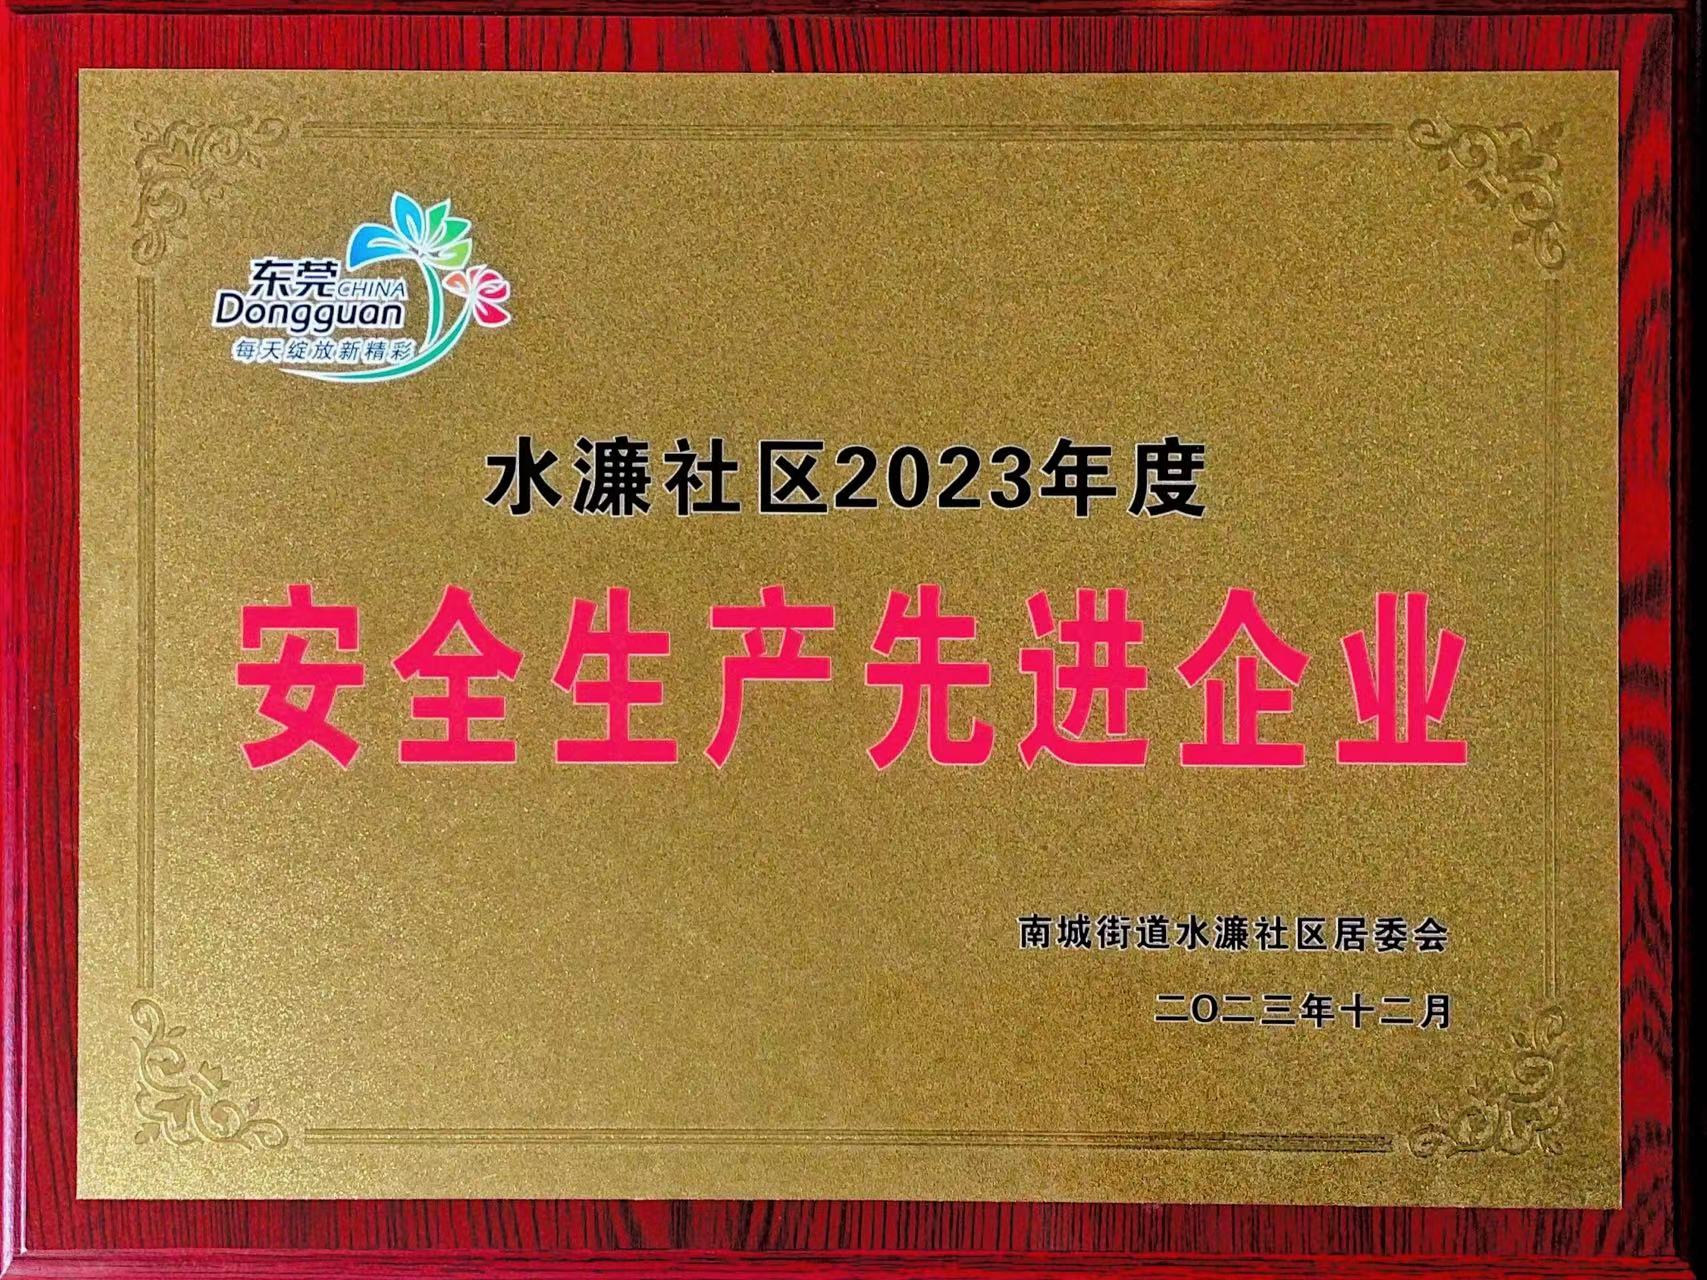 东莞CHINA
Dongguan
每天绽放新精彩
水濂社区2023年度
安全生产先进企业
南城街道水濂社区居委会
二〇二三年十二月